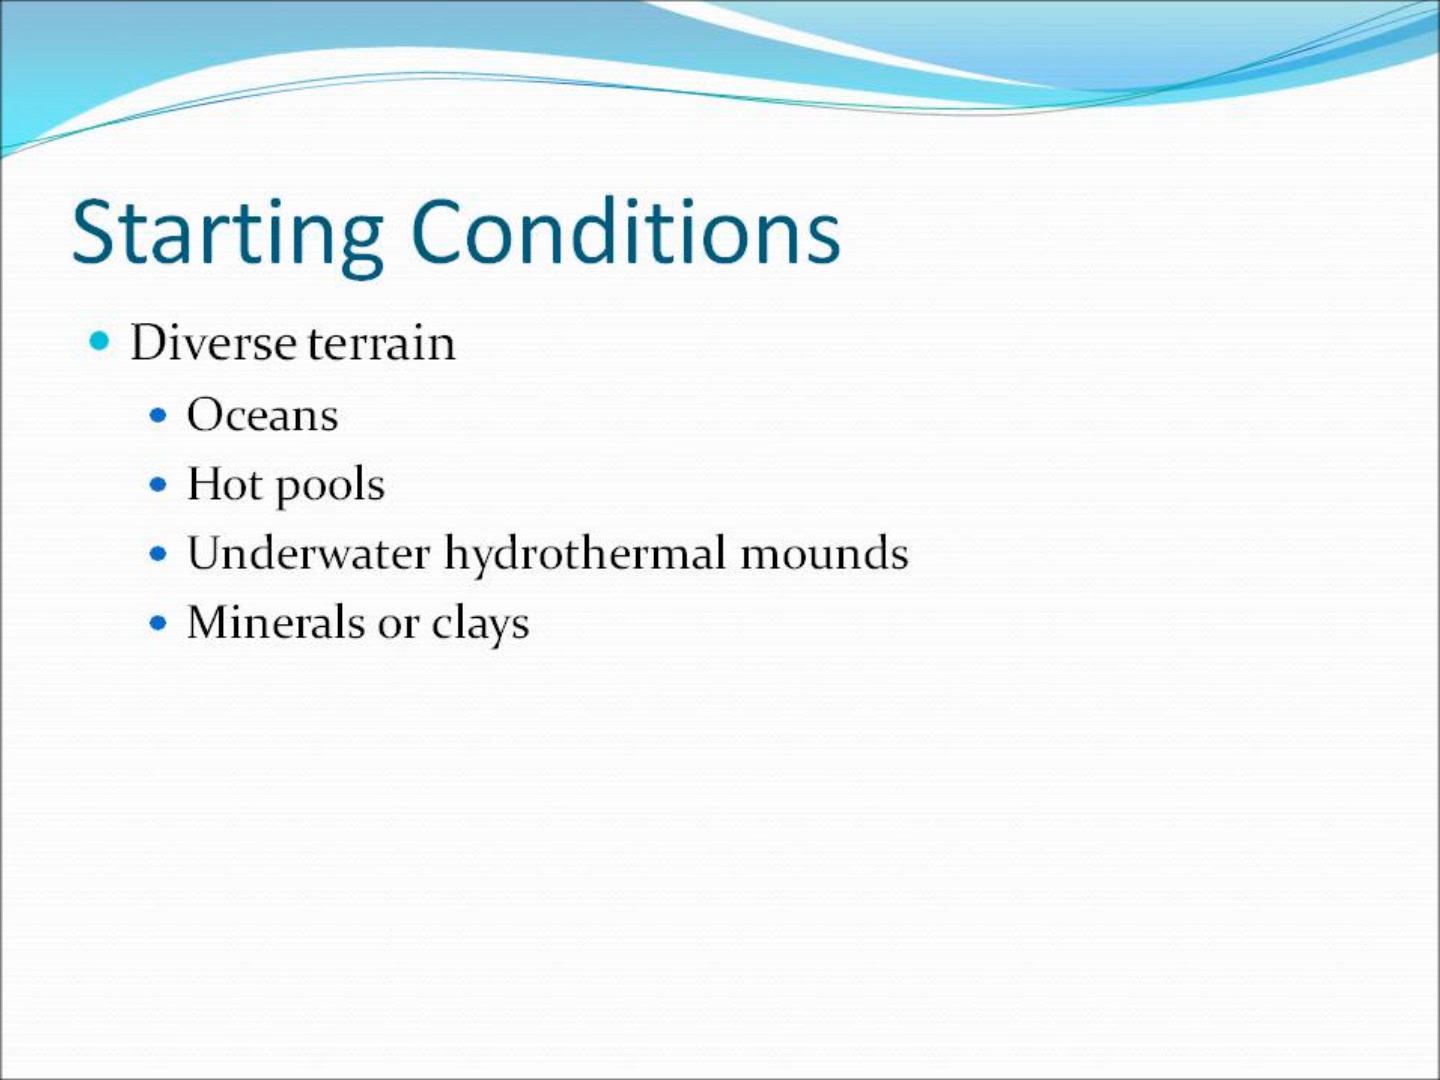 Starting Conditions
Diverse terrain
Oceans
Hot pools
Underwater hydrothermal mounds
Minerals or clays